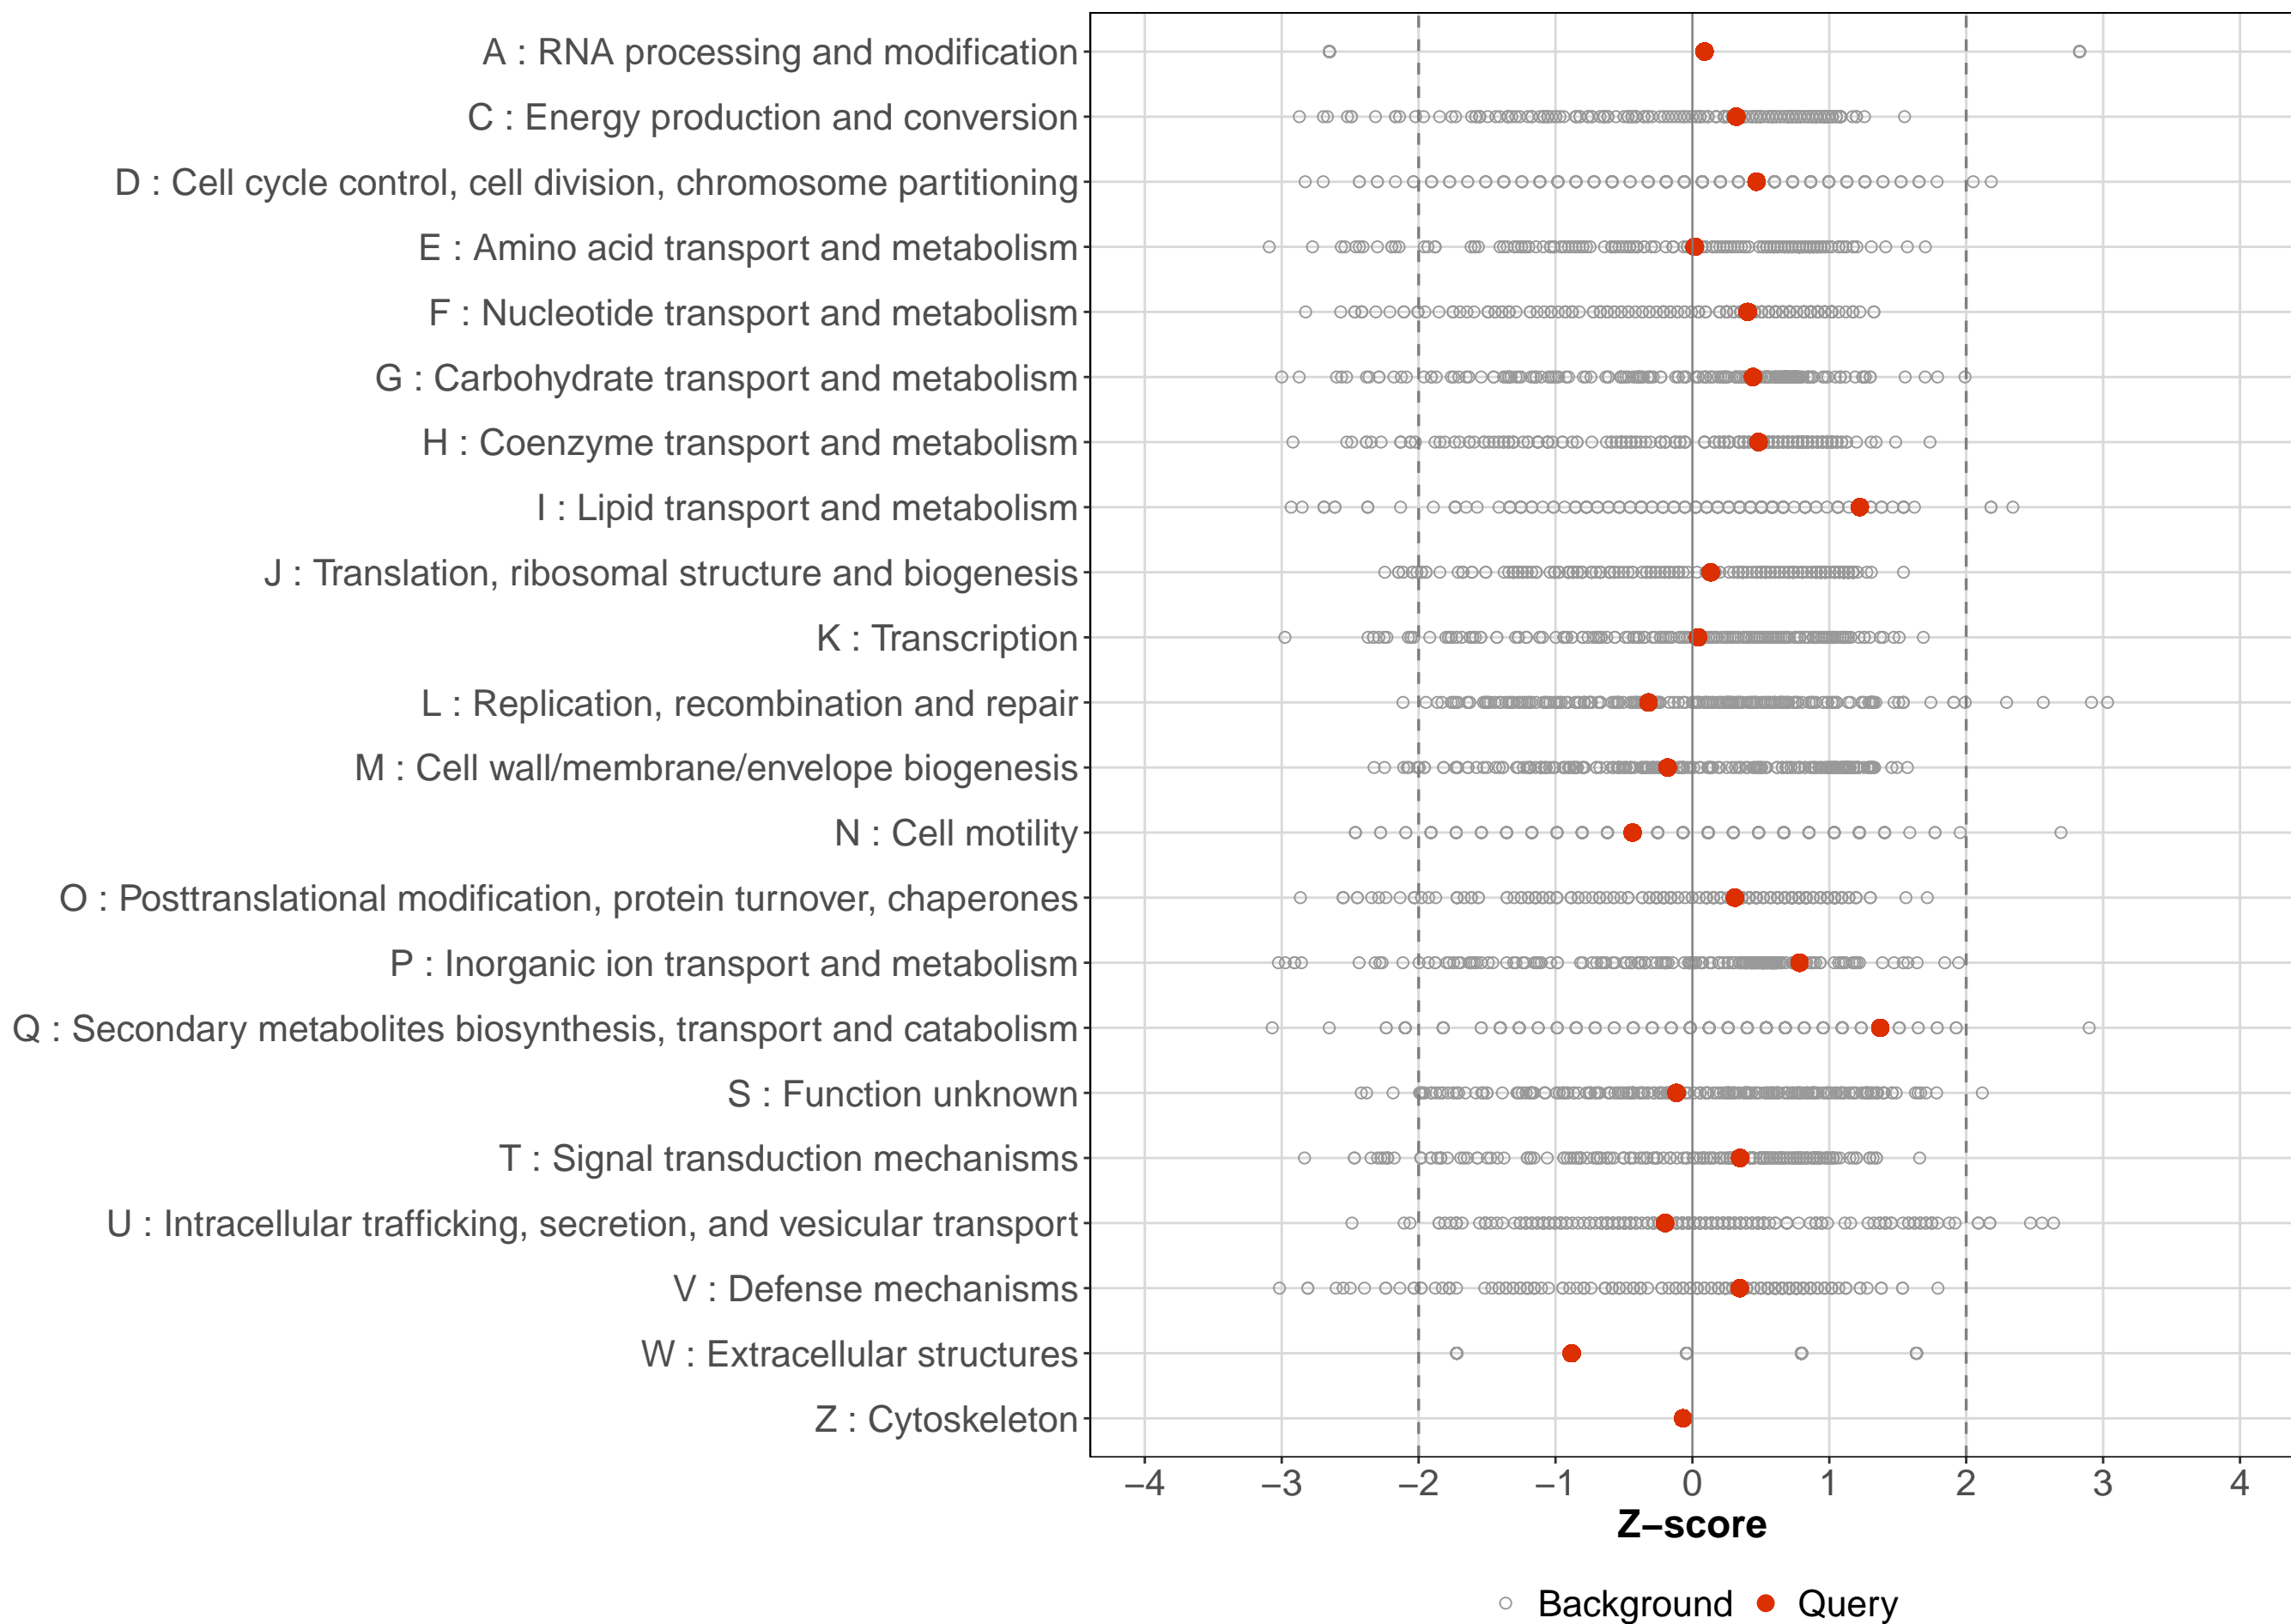 A : RNA processing and modification
C : Energy production and conversion
D : Cell cycle control, cell division, chromosome partitioning
E : Amino acid transport and metabolism
F : Nucleotide transport and metabolism
G : Carbohydrate transport and metabolism
H : Coenzyme transport and metabolism
I : Lipid transport and metabolism
J : Translation, ribosomal structure and biogenesis
K : Transcription
L : Replication, recombination and repair
M : Cell wall/membrane/envelope biogenesis
N : Cell motility
O : Posttranslational modification, protein turnover, chaperones
P : Inorganic ion transport and metabolism
Q : Secondary metabolites biosynthesis, transport and catabolism
S : Function unknown
T : Signal transduction mechanisms
U : Intracellular trafficking, secretion, and vesicular transport
V : Defense mechanisms
W : Extracellular structures
Z : Cytoskeleton
−4 −3 −2 −1 0 1 2 3 4
Z−score
Background Query